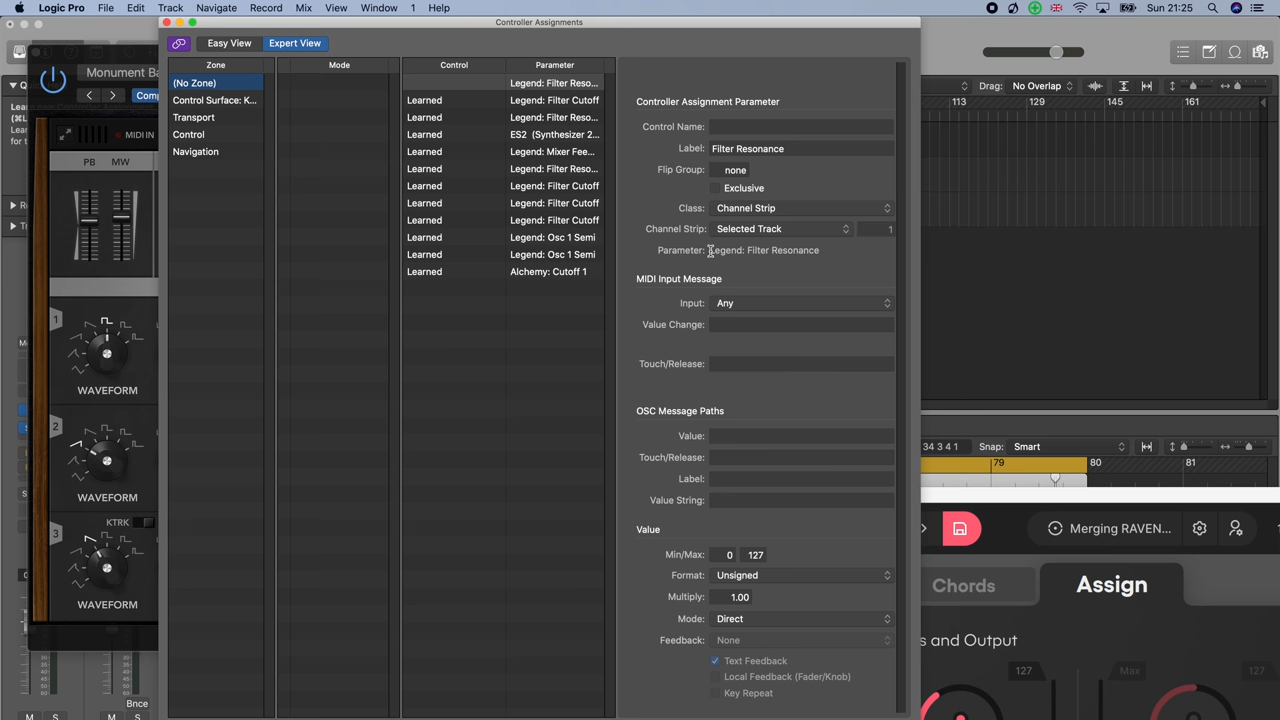 Logic Pro File Edit Track Navigate Record Mix View Window 1 Help Sun 21:25
Controller Assignments
Easy View Expert View
Zone Mode Control Parameter
(No Zone) Legend: Filter Reso...
Control Surface: K... Learned Legend: Filter Cutoff
Transport Learned Legend: Filter Cutoff
Control Learned ES2 (Synthesizer 2...
Navigation Learned Legend: Mixer Fee...
Learned Legend: Filter Reso...
Learned Legend: Filter Cutoff
Learned Legend: Filter Cutoff
Learned Legend: Filter Cutoff
Learned Legend: Osc 1 Semi
Learned Legend: Osc 1 Semi
Learned Alchemy: Cutoff 1
Controller Assignment Parameter
Control Name:
Label: Filter Resonance
Flip Group: none
Exclusive
Class: Channel Strip
Channel Strip: Selected Track 1
Parameter: Legend: Filter Resonance
MIDI Input Message
Input: Any
Value Change:
Touch/Release:
OSC Message Paths
Value:
Touch/Release:
Label:
Value String:
Value
Min/Max: 0 127
Format: Unsigned
Multiply: 1.00
Mode: Direct
Feedback: None
Text Feedback
Local Feedback (Fader/Knob)
Key Repeat
Monument Ba
Comp
MIDI IN
PB MW
1
WAVEFORM
2
WAVEFORM
3 KTRK
WAVEFORM
Bnce
M S M S
Drag: No Overlap
113 129 145 161
34 3 4 1 Snap: Smart
79 80 81
Merging RAVEN...
Chords Assign
s and Output
127 Max 127